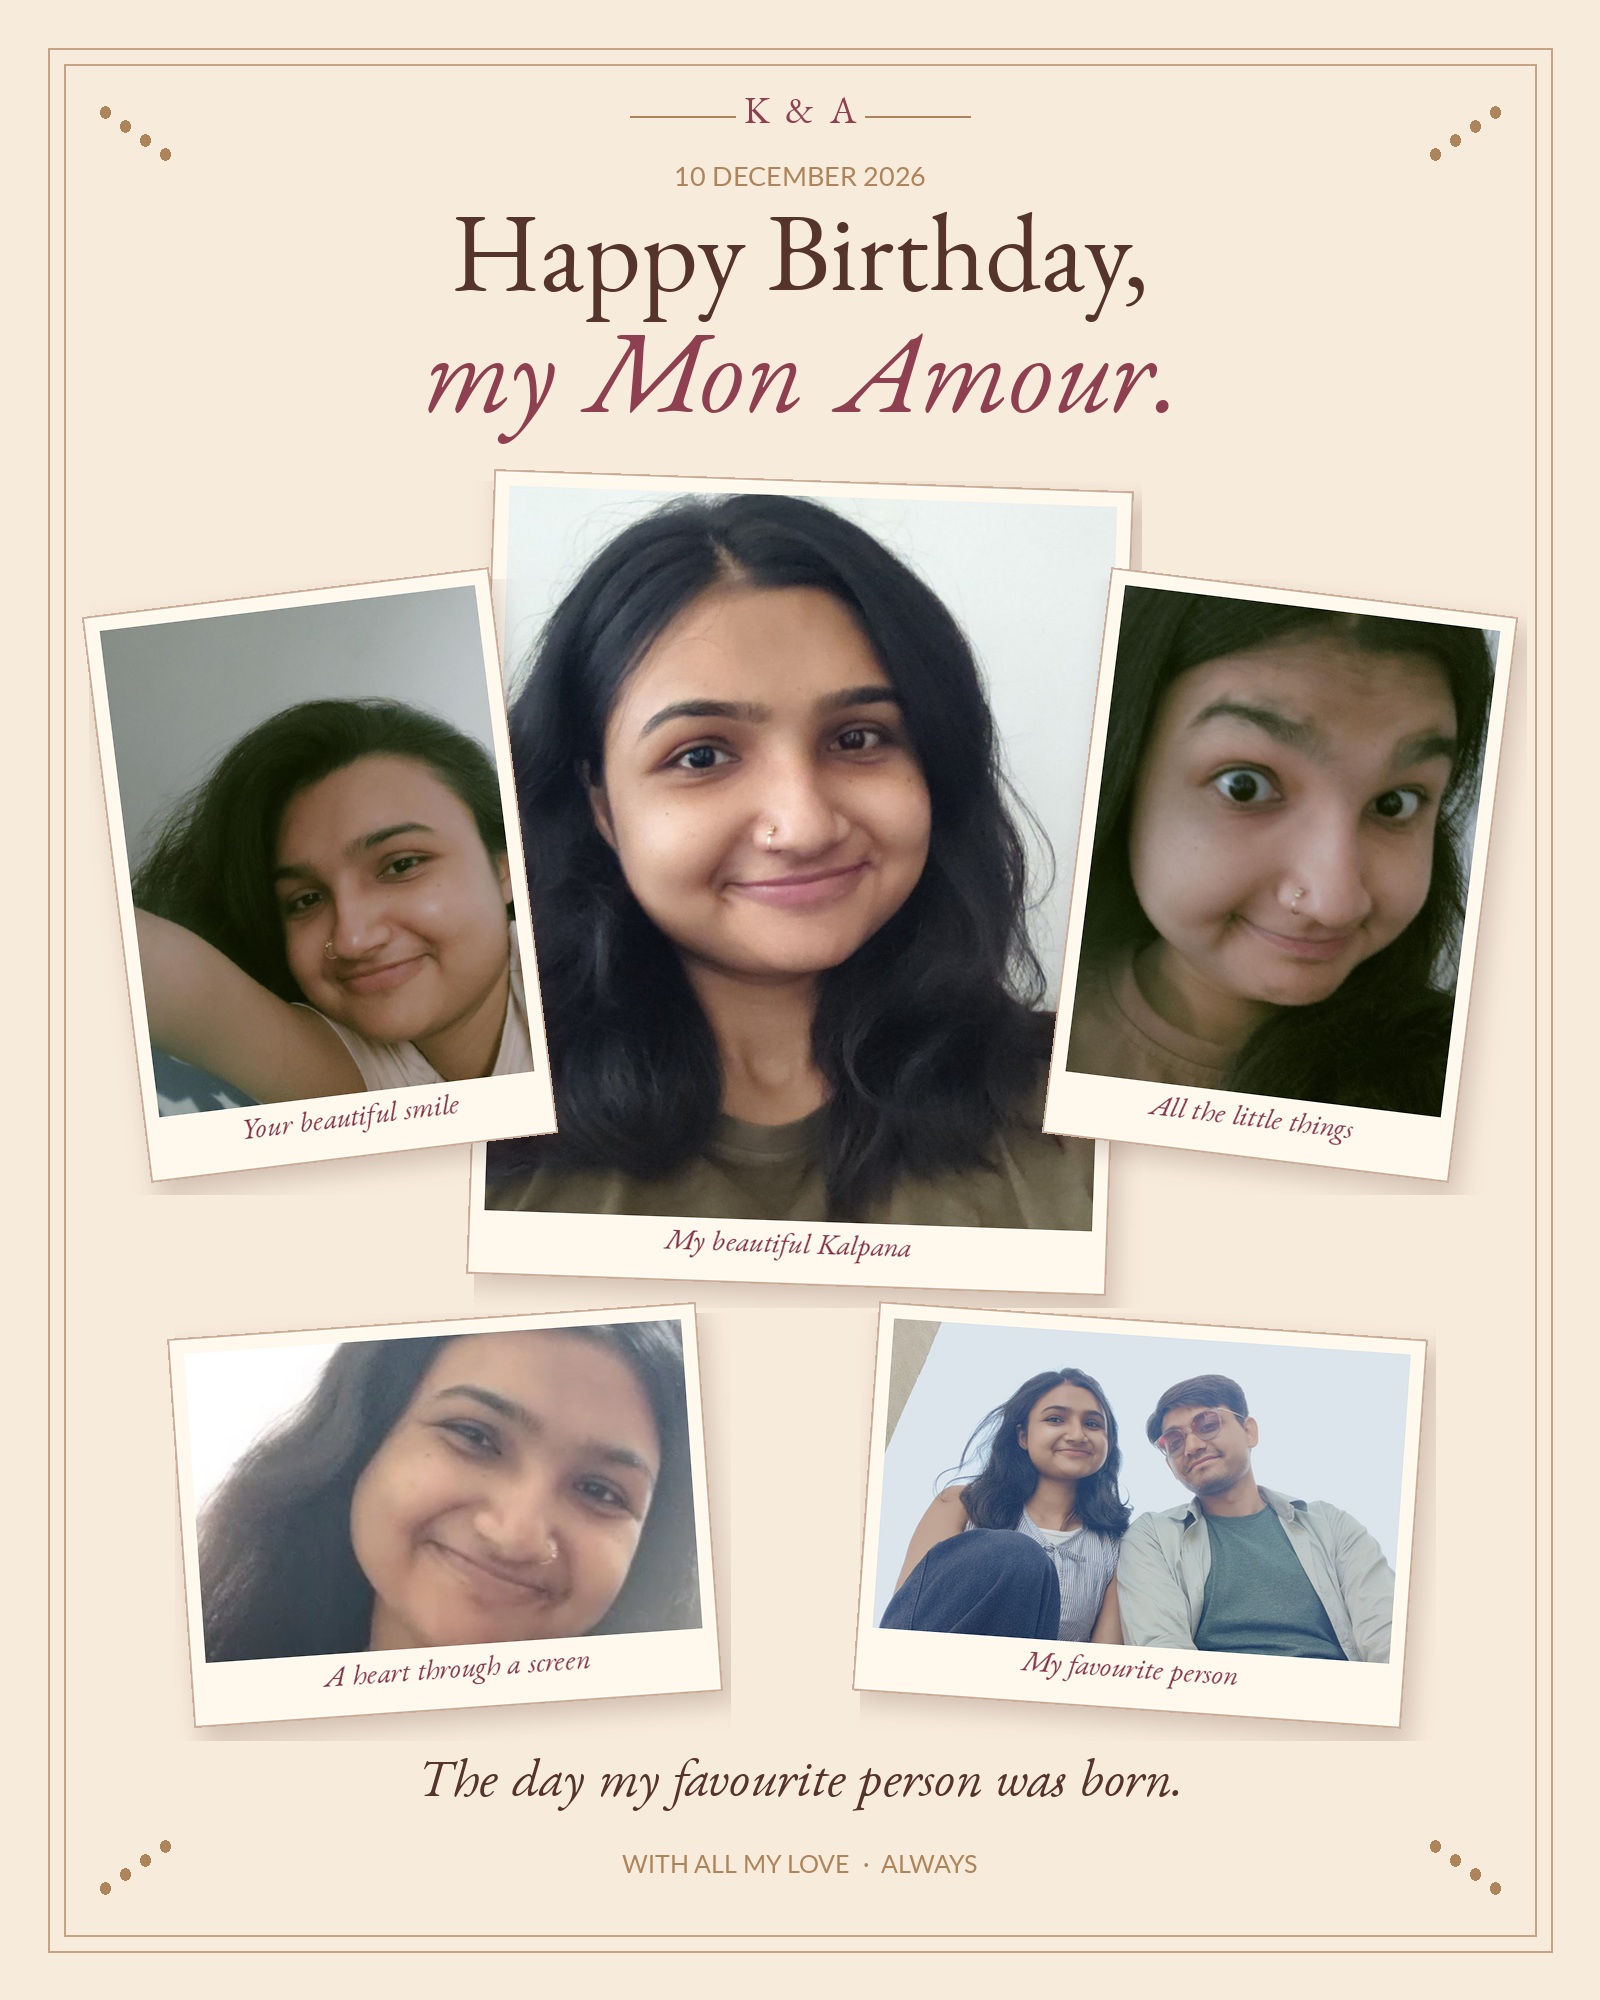 K & A
10 DECEMBER 2026
Happy Birthday,
my Mon Amour.
Your beautiful smile
My beautiful Kalpana
All the little things
A heart through a screen
My favourite person
The day my favourite person was born.
WITH ALL MY LOVE · ALWAYS